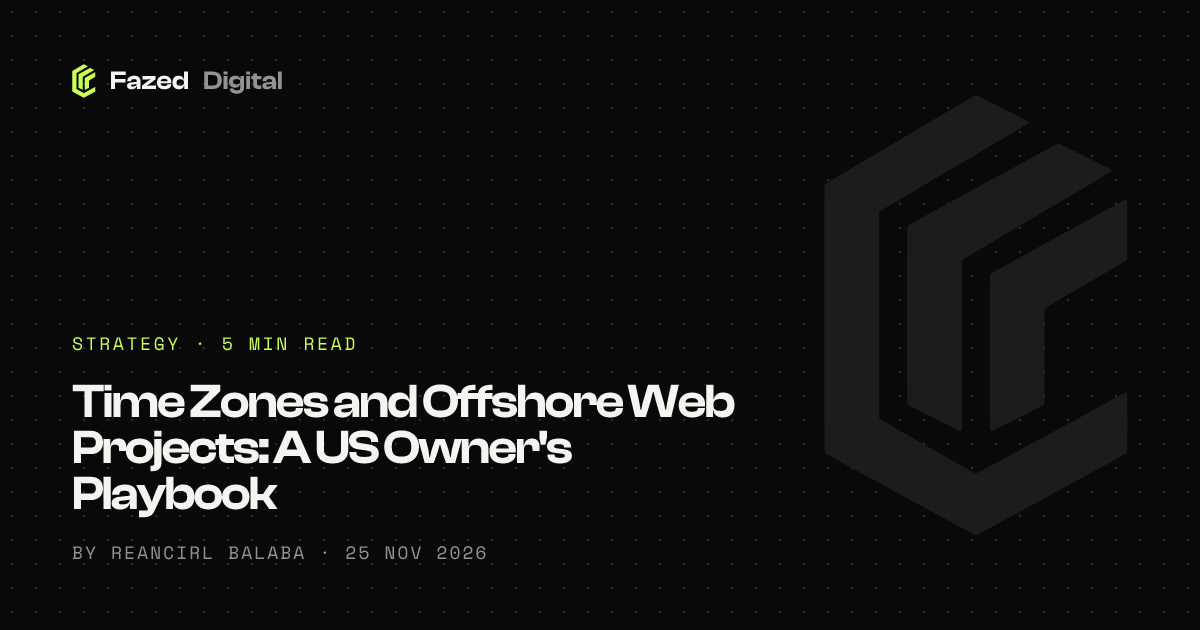 Fazed Digital
STRATEGY · 5 MIN READ
Time Zones and Offshore Web
Projects: A US Owner's
Playbook
BY REANCIRL BALABA · 25 NOV 2026